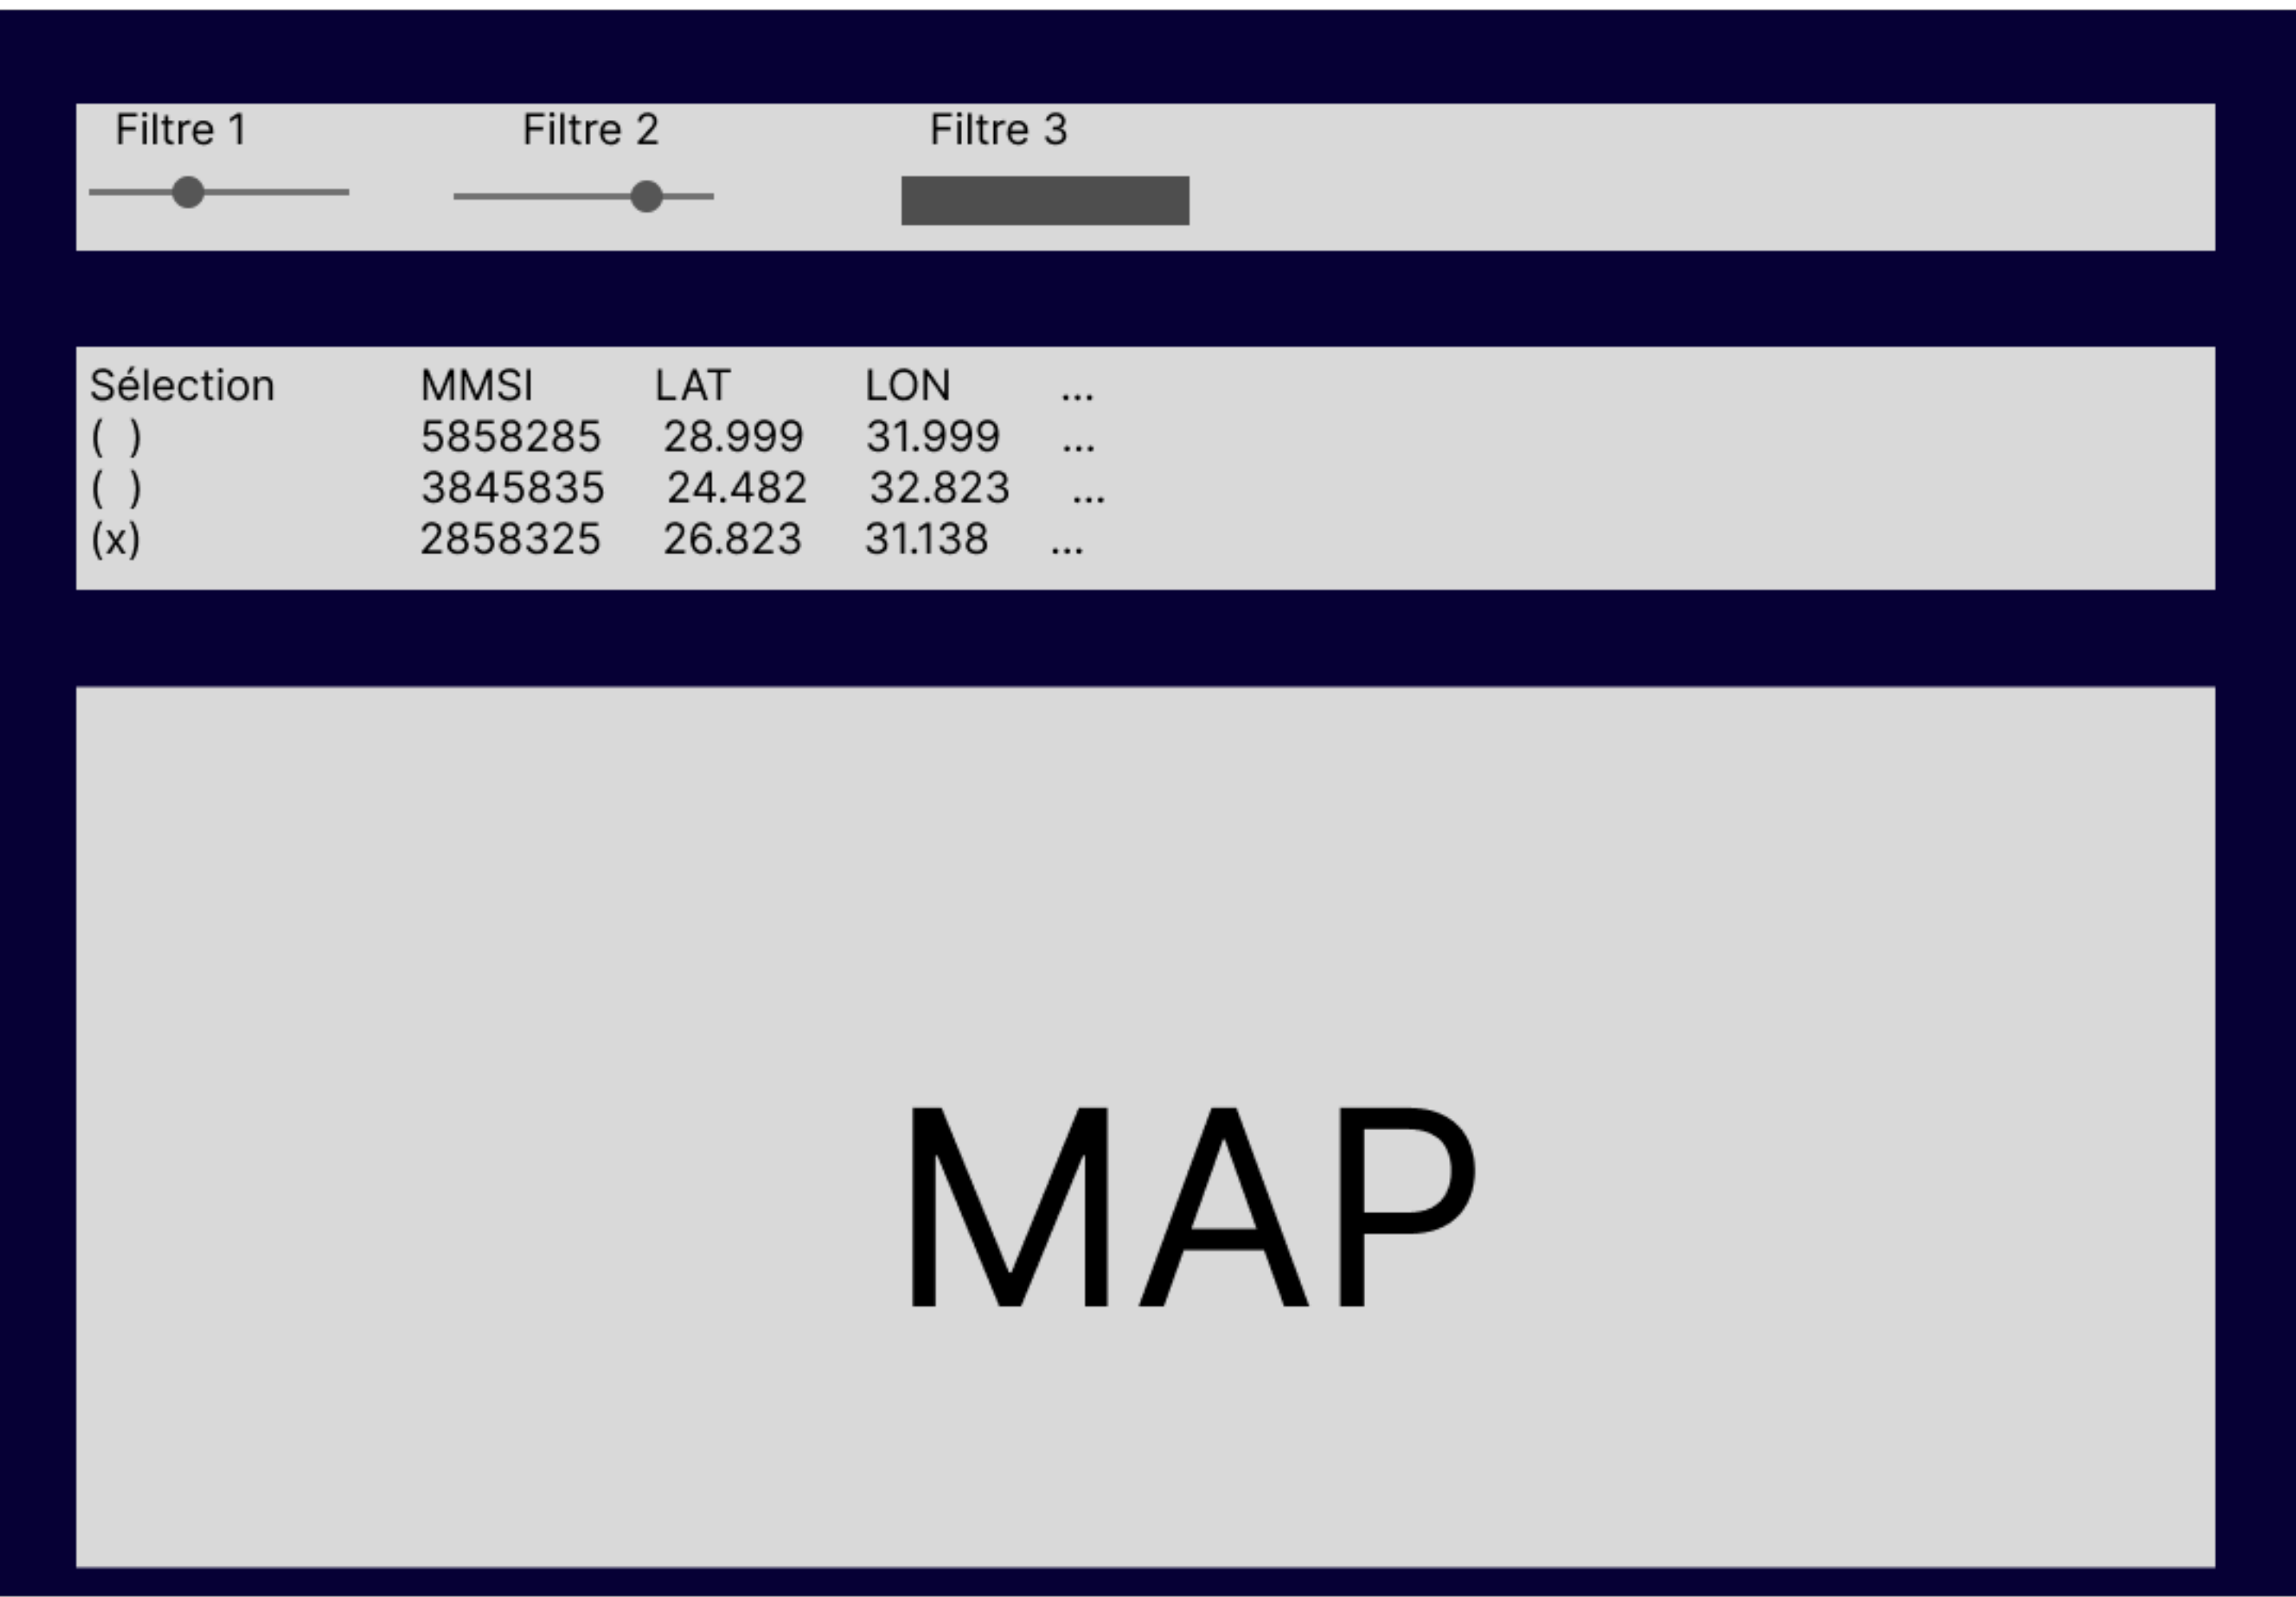 Filtre 1 Filtre 2 Filtre 3
Sélection MMSI LAT LON ...
( ) 5858285 28.999 31.999 ...
( ) 3845835 24.482 32.823 ...
(x) 2858325 26.823 31.138 ...
MAP